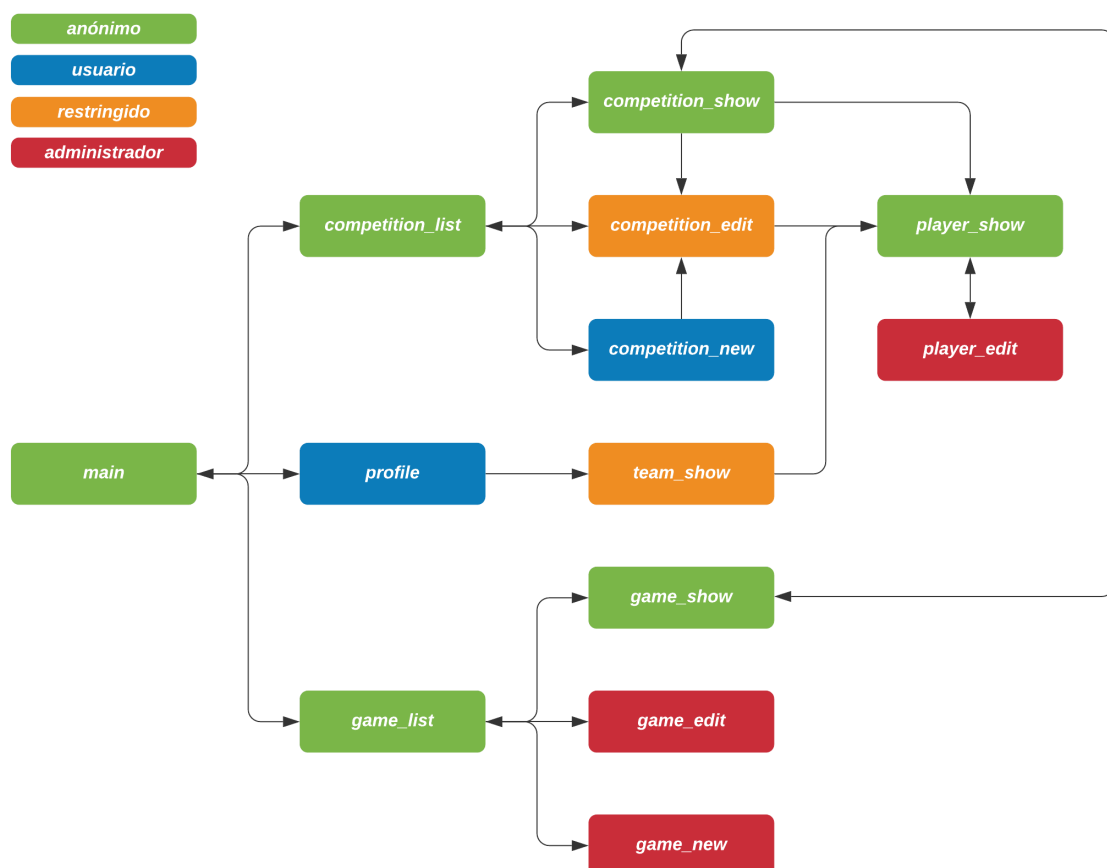 anónimo
usuario
restringido
administrador
competition_show
competition_list
competition_edit
player_show
competition_new
player_edit
main
profile
team_show
game_show
game_list
game_edit
game_new